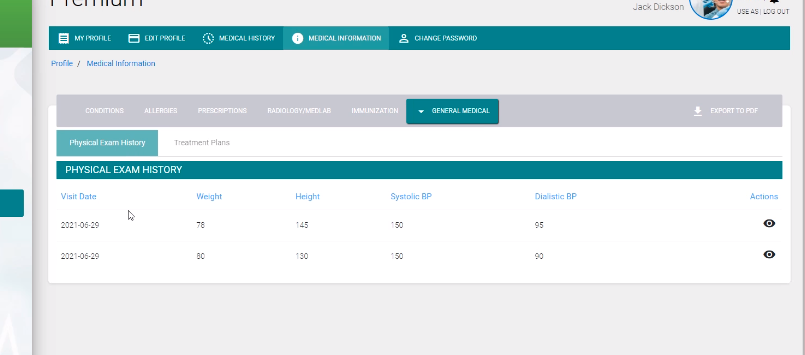 Premium
Jack Dickson
USE AS | LOG OUT
MY PROFILE EDIT PROFILE MEDICAL HISTORY MEDICAL INFORMATION CHANGE PASSWORD
Profile / Medical Information
CONDITIONS ALLERGIES PRESCRIPTIONS RADIOLOGY/MEDLAB IMMUNIZATION GENERAL MEDICAL EXPORT TO PDF
Physical Exam History Treatment Plans
PHYSICAL EXAM HISTORY
Visit Date Weight Height Systolic BP Dialistic BP Actions
2021-06-29 78 145 150 95
2021-06-29 80 130 150 90